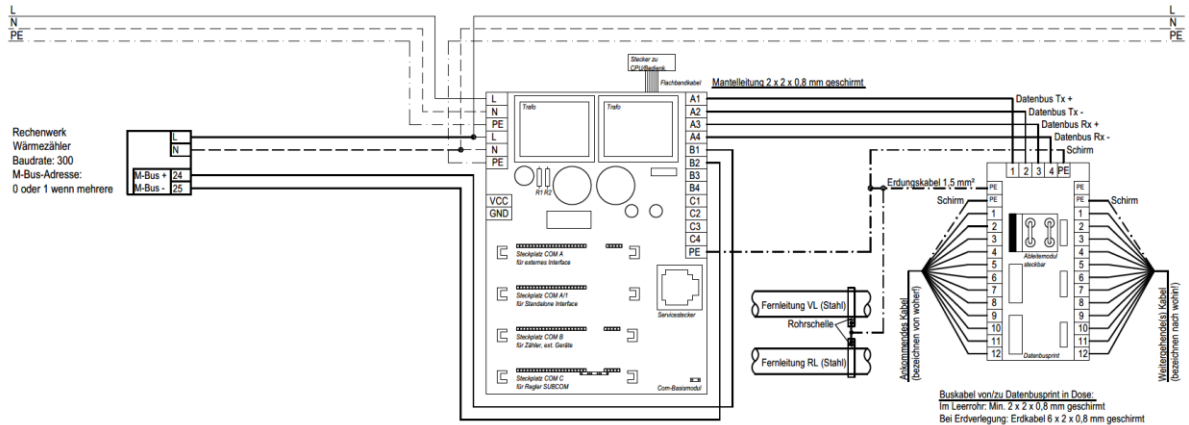 L
N
PE
L
N
PE
Stecker zu
CPU/Bedienk.
Flachbandkabel
Mantelleitung 2 x 2 x 0,8 mm geschirmt
Rechenwerk
Wärmezähler
Baudrate: 300
M-Bus-Adresse:
0 oder 1 wenn mehrere
L
N
M-Bus + 24
M-Bus - 25
L
N
PE
L
N
PE
VCC
GND
Trafo
Trafo
R1 R2
A1
A2
A3
A4
B1
B2
B3
B4
C1
C2
C3
C4
PE
Steckplatz COM A
für externes Interface
Steckplatz COM A/1
für Standalone Interface
Steckplatz COM B
für Zähler, ext. Geräte
Steckplatz COM C
für Regler SUBCOM
Servicestecker
Com-Basismodul
Datenbus Tx +
Datenbus Tx -
Datenbus Rx +
Datenbus Rx -
Schirm
Erdungskabel 1,5 mm²
1 2 3 4 PE
PE
PE
Schirm
1
2
3
4
5
6
7
8
9
10
11
12
PE
PE
Schirm
1
2
3
4
5
6
7
8
9
10
11
12
Ableitemodul
steckbar
Datenbusprint
Ankommendes Kabel
(bezeichnen von woher!)
Weitergehende(s) Kabel
(bezeichnen nach wohin!)
Fernleitung VL (Stahl)
Rohrschelle
Fernleitung RL (Stahl)
Buskabel von/zu Datenbusprint in Dose:
Im Leerrohr: Min. 2 x 2 x 0,8 mm geschirmt
Bei Erdverlegung: Erdkabel 6 x 2 x 0,8 mm geschirmt